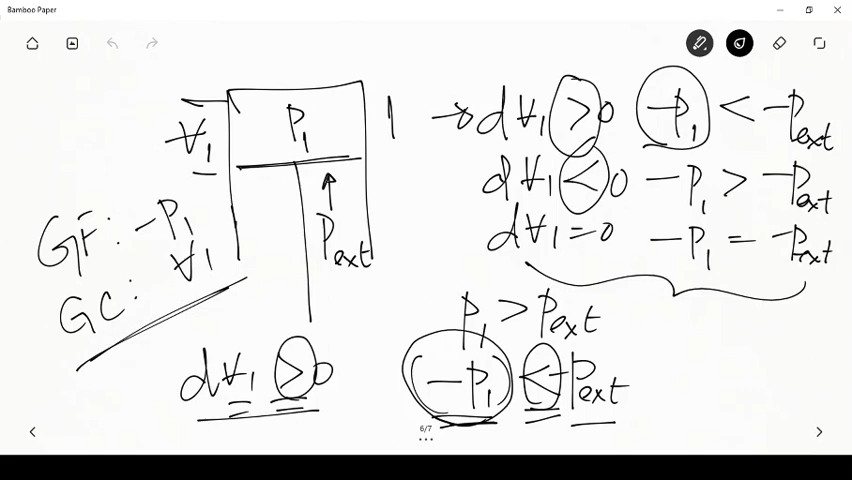 Bamboo Paper
V1
P1
1
Pext
GF: -P1
V1
GC:
→ dV1 > 0 -P1 < -Pext
dV1 < 0 -P1 > -Pext
dV1 = 0 -P1 = -Pext
P1 > Pext
dV1 > 0
(-P1) < -Pext
6/7